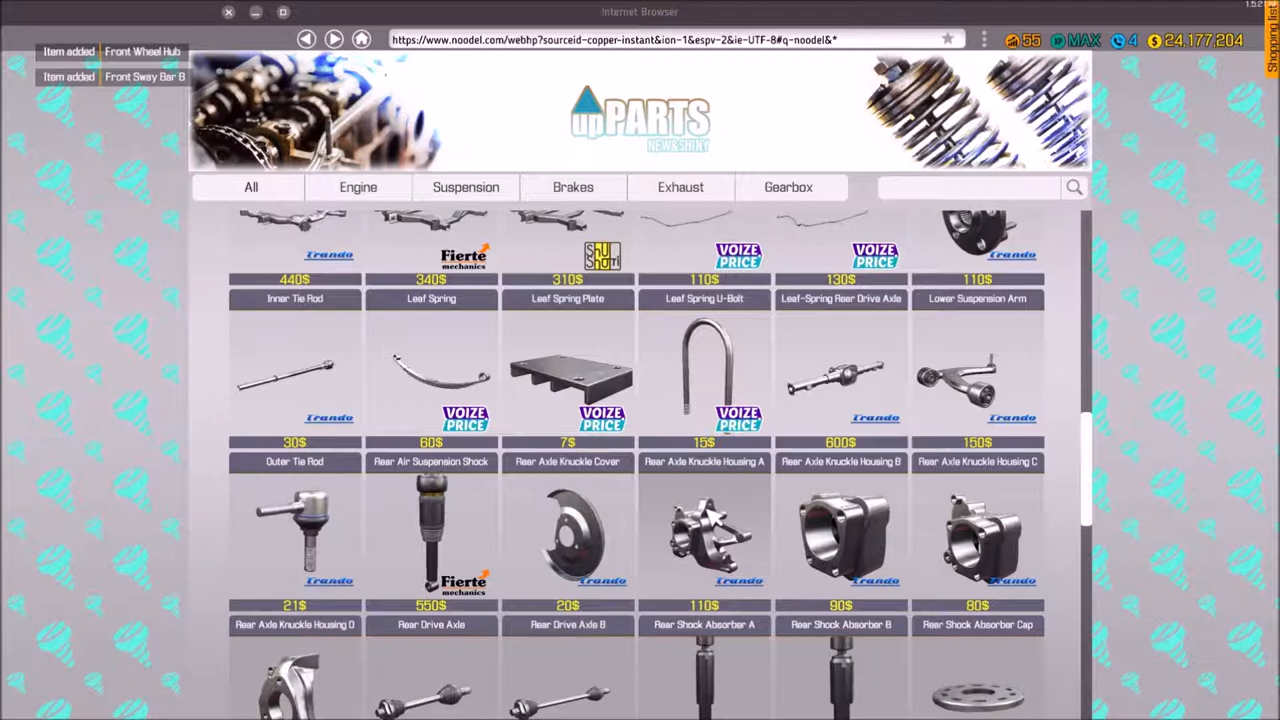 Internet Browser
1.5.2
https://www.noodel.com/webhp?sourceid-copper-instant&ion-1&espv-2&ie-UTF-8#q-noodel&*
55 MAX 4 $ 24,177,204
Shopping list
Item added Front Wheel Hub
Item added Front Sway Bar B
upPARTS
NEW&SHINY
All Engine Suspension Brakes Exhaust Gearbox
Trando Fierte mechanics ShuShuTi VOIZE PRICE VOIZE PRICE Trando
440$ 340$ 310$ 110$ 130$ 110$
Inner Tie Rod Leaf Spring Leaf Spring Plate Leaf Spring U-Bolt Leaf-Spring Rear Drive Axle Lower Suspension Arm
Trando VOIZE PRICE VOIZE PRICE VOIZE PRICE Trando Trando
30$ 60$ 7$ 15$ 600$ 150$
Outer Tie Rod Rear Air Suspension Shock Rear Axle Knuckle Cover Rear Axle Knuckle Housing A Rear Axle Knuckle Housing B Rear Axle Knuckle Housing C
Trando Fierte mechanics Trando Trando Trando Trando
21$ 550$ 20$ 110$ 90$ 80$
Rear Axle Knuckle Housing D Rear Drive Axle Rear Drive Axle B Rear Shock Absorber A Rear Shock Absorber B Rear Shock Absorber Cap